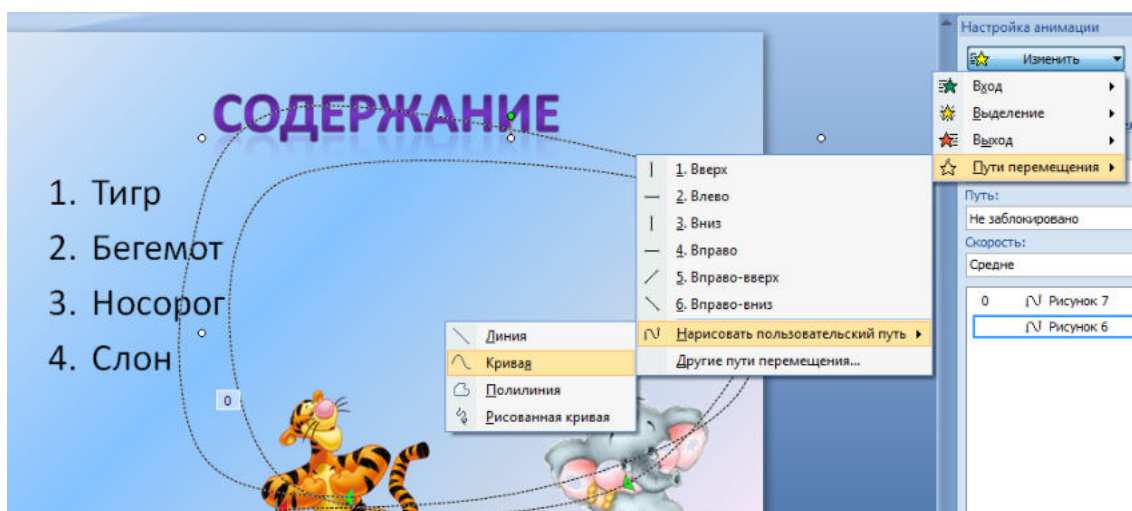 СОДЕРЖАНИЕ
1. Тигр
2. Бегемот
3. Носорог
4. Слон
0
Настройка анимации
Изменить
Вход
Выделение
Выход
Пути перемещения
1. Вверх
2. Влево
3. Вниз
4. Вправо
5. Вправо-вверх
6. Вправо-вниз
Нарисовать пользовательский путь
Другие пути перемещения...
Линия
Кривая
Полилиния
Рисованная кривая
Путь:
Не заблокировано
Скорость:
Средне
0 Рисунок 7
Рисунок 6